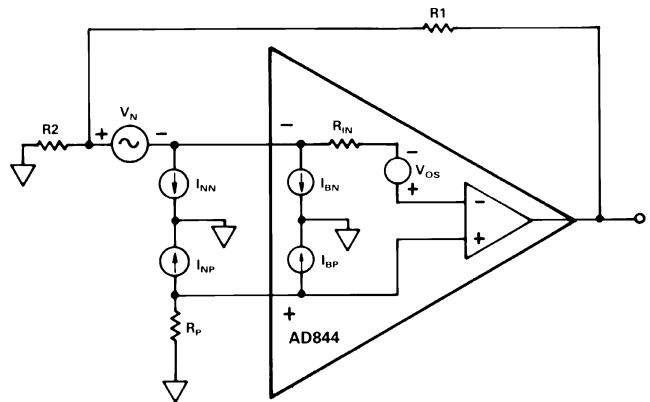 R1
V_N
R2
+
−
−
R_IN
−
V_OS
+
I_NN
I_BN
−
+
I_NP
I_BP
R_P
+
AD844